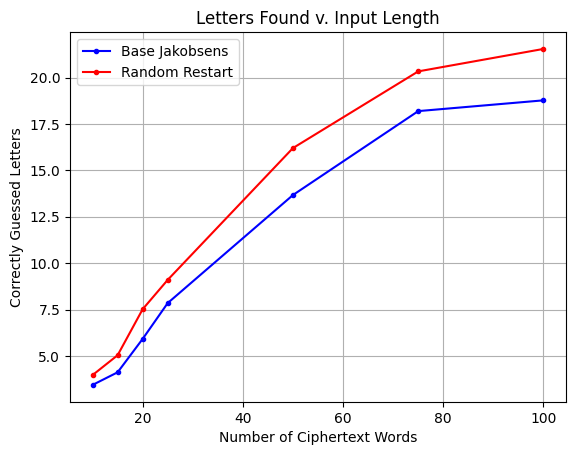 Letters Found v. Input Length
Base Jakobsens
Random Restart
Correctly Guessed Letters
20.0
17.5
15.0
12.5
10.0
7.5
5.0
20 40 60 80 100
Number of Ciphertext Words